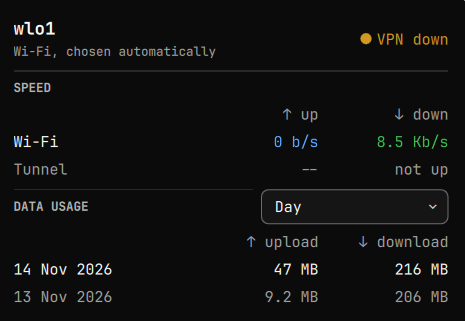 wlo1
VPN down
Wi-Fi, chosen automatically
SPEED
↑ up ↓ down
Wi-Fi 0 b/s 8.5 Kb/s
Tunnel -- not up
DATA USAGE Day
↑ upload ↓ download
14 Nov 2026 47 MB 216 MB
13 Nov 2026 9.2 MB 206 MB